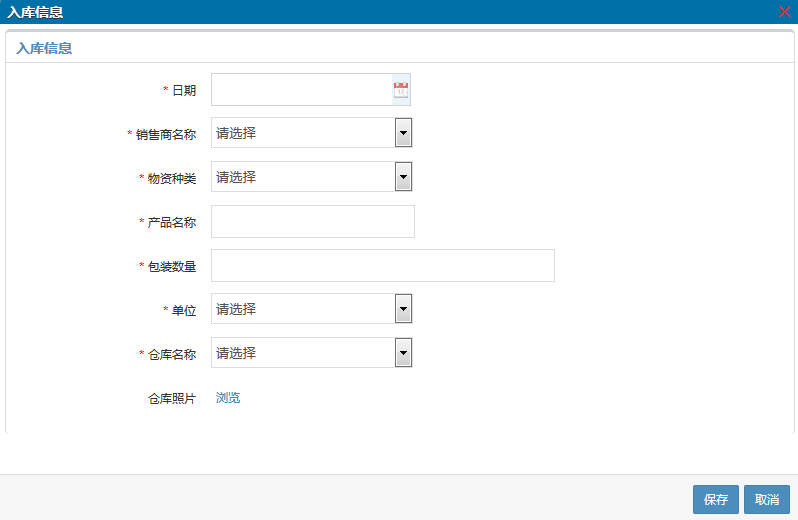 入库信息
入库信息
* 日期
* 销售商名称 请选择
* 物资种类 请选择
* 产品名称
* 包装数量
* 单位 请选择
* 仓库名称 请选择
仓库照片 浏览
保存 取消